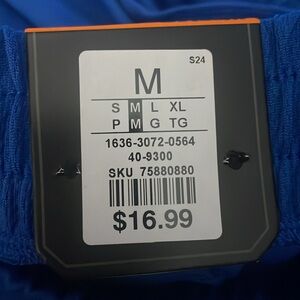 S24
M
S M L XL
P M G TG
1636-3072-0564
40-9300
SKU 75880880
$16.99